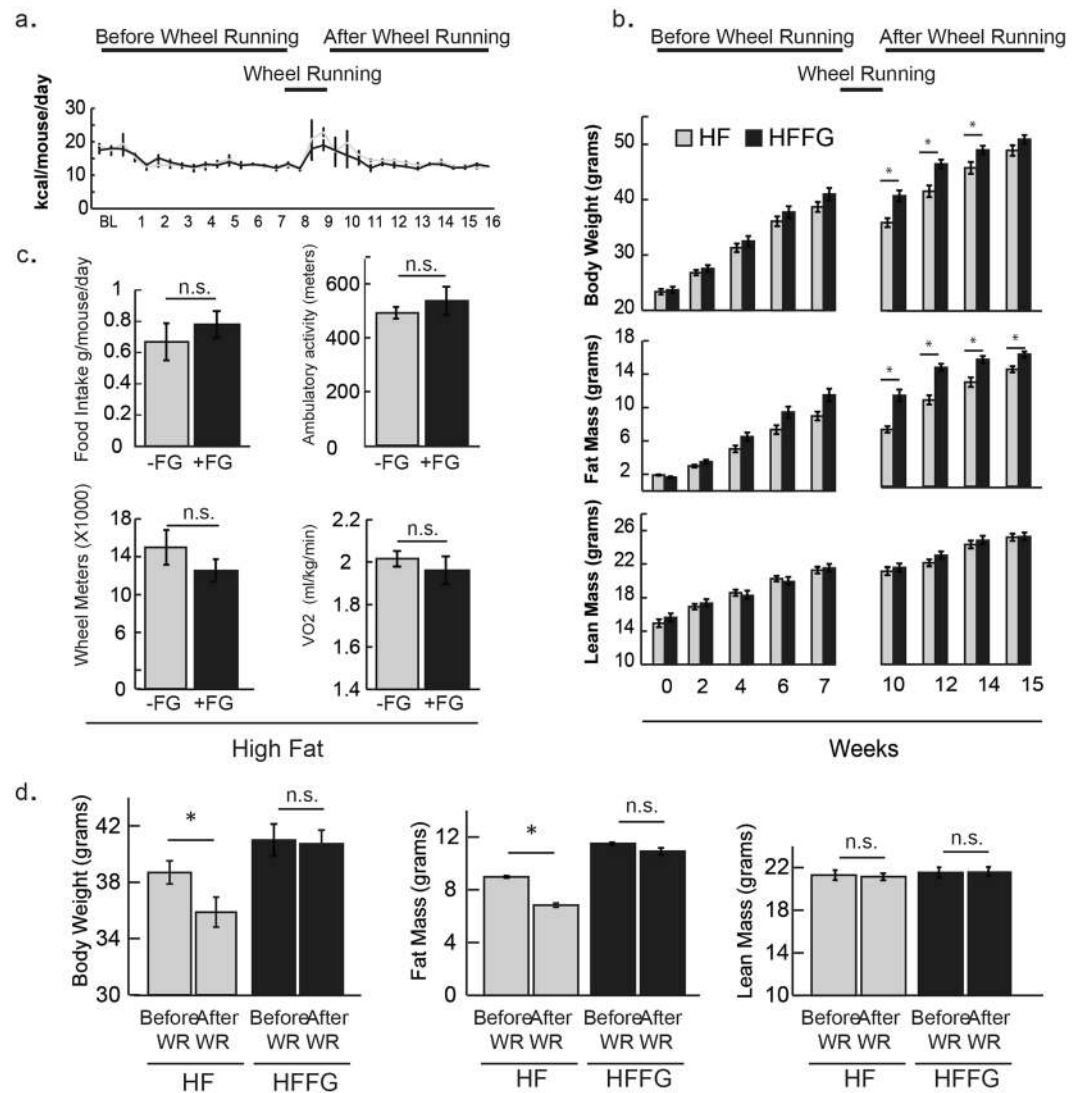 a.
Before Wheel Running
After Wheel Running
Wheel Running
kcal/mouse/day
30
20
10
0
BL 1 2 3 4 5 6 7 8 9 10 11 12 13 14 15 16
b.
Before Wheel Running
After Wheel Running
Wheel Running
HF HFFG
Body Weight (grams)
50
40
30
20
* * *
Fat Mass (grams)
18
14
10
6
2
* * * *
Lean Mass (grams)
26
22
18
14
10
0 2 4 6 7 10 12 14 15
Weeks
c.
Food Intake g/mouse/day
1
0.8
0.6
0.4
0.2
0
n.s.
-FG +FG
Ambulatory activity (meters)
600
400
200
0
n.s.
-FG +FG
Wheel Meters (X1000)
18
14
12
6
3
0
n.s.
-FG +FG
VO2 (ml/kg/min)
2.2
2
1.8
1.6
1.4
n.s.
-FG +FG
High Fat
d.
Body Weight (grams)
42
38
34
30
*
n.s.
Before After Before After
WR WR WR WR
HF HFFG
Fat Mass (grams)
12
8
4
0
*
n.s.
Before After Before After
WR WR WR WR
HF HFFG
Lean Mass (grams)
22
18
14
10
n.s.
n.s.
Before After Before After
WR WR WR WR
HF HFFG